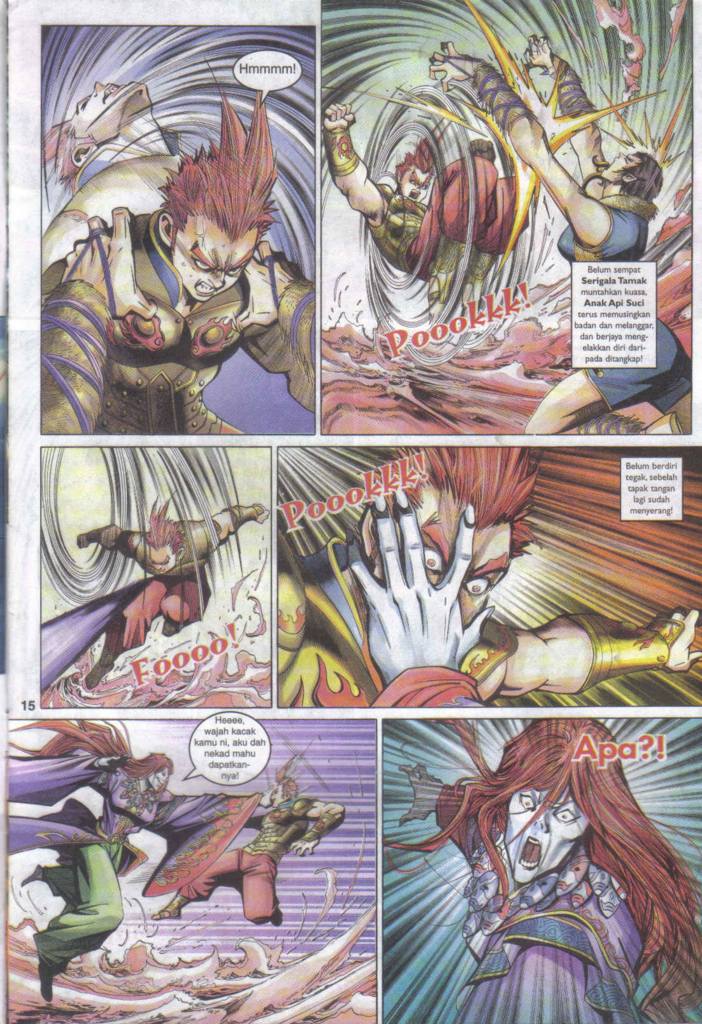 Hmmmm!
Poookkk!
Belum sempat
Serigala Tamak
muntahkan kuasa,
Anak Api Suci
terus memusingkan
badan dan melanggar,
dan berjaya meng-
elakkan diri dari-
pada ditangkap!
Foooo!
Poookkk!
Belum berdiri
tegak, sebelah
tapak tangan
lagi sudah
menyerang!
15
Heeee,
wajah kacak
kamu ni, aku dah
nekad mahu
dapatkan-
nya!
Apa?!